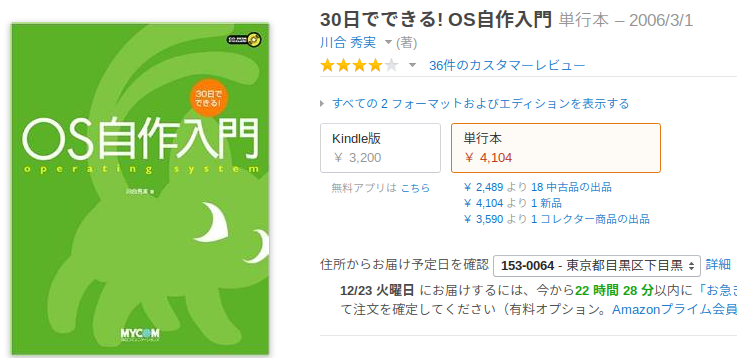 30日でできる! OS自作入門 単行本 – 2006/3/1
川合 秀実 (著)
36件のカスタマーレビュー
すべての 2 フォーマットおよびエディションを表示する
Kindle版
￥ 3,200
単行本
￥ 4,104
無料アプリは こちら
￥ 2,489 より 18 中古品の出品
￥ 4,104 より 1 新品
￥ 3,590 より 1 コレクター商品の出品
住所からお届け予定日を確認 153-0064 - 東京都目黒区下目黒 詳細
12/23 火曜日 にお届けするには、今から22 時間 28 分以内に「お急ぎ
て注文を確定してください（有料オプション。Amazonプライム会員
30日で
できる!
OS自作入門
operating system
川合秀実 著
MYCOM